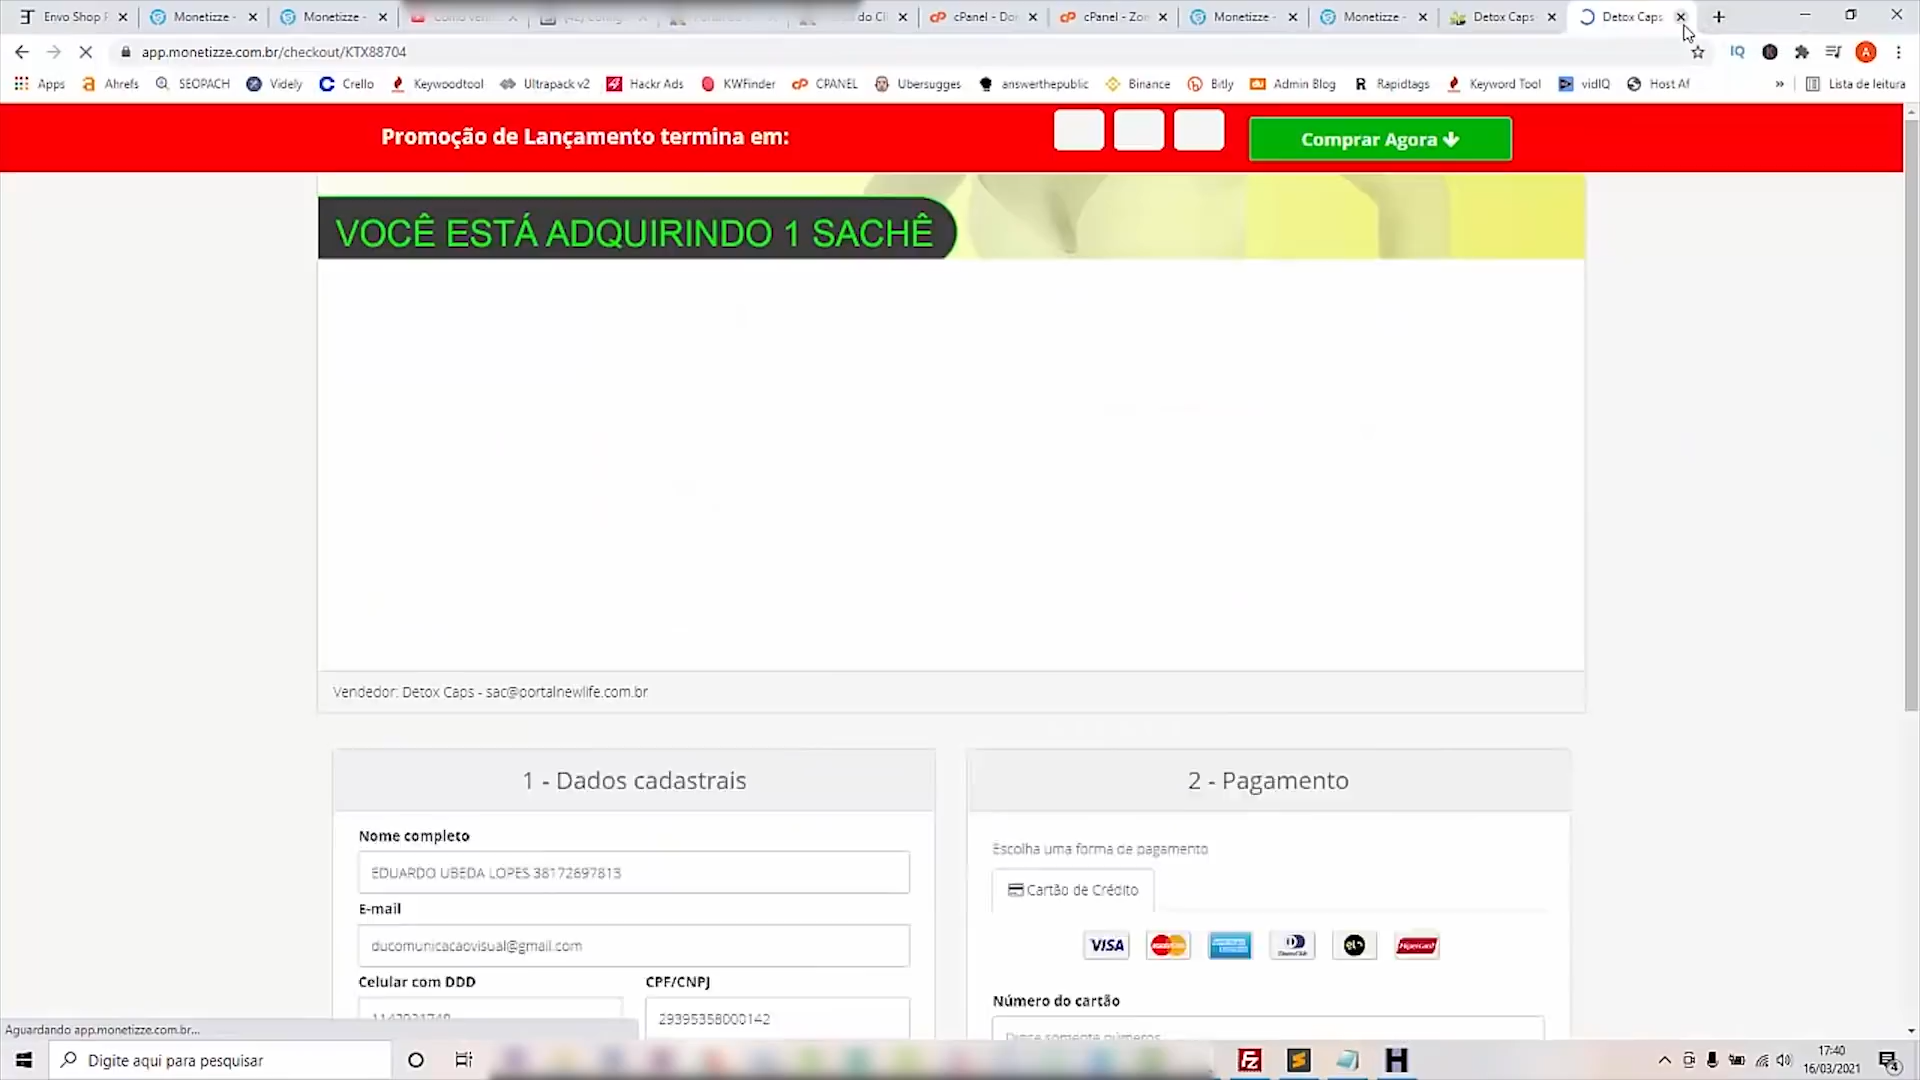 Envo Shop F
Monetizze -
Monetizze -
do Cl
cPanel - Do
cPanel - Zo
Monetizze -
Monetizze -
Detox Caps
Detox Caps
app.monetizze.com.br/checkout/KTX88704
IQ
A
Apps
Ahrefs
SEOPACH
Videly
Crello
Keywoodtool
Ultrapack v2
Hackr Ads
KWFinder
CPANEL
Ubersugges
answerthepublic
Binance
Bitly
Admin Blog
Rapidtags
Keyword Tool
vidIQ
Host Af
»
Lista de leitura
Promoção de Lançamento termina em:
Comprar Agora
VOCÊ ESTÁ ADQUIRINDO 1 SACHÊ
Vendedor: Detox Caps - sac@portalnewlife.com.br
1 - Dados cadastrais
2 - Pagamento
Nome completo
EDUARDO UBEDA LOPES 38172697813
E-mail
ducomunicacaovisual@gmail.com
Celular com DDD
CPF/CNPJ
29395358000142
Escolha uma forma de pagamento
Cartão de Crédito
VISA
Número do cartão
Digite somente números
Aguardando app.monetizze.com.br...
Digite aqui para pesquisar
17:40
16/03/2021